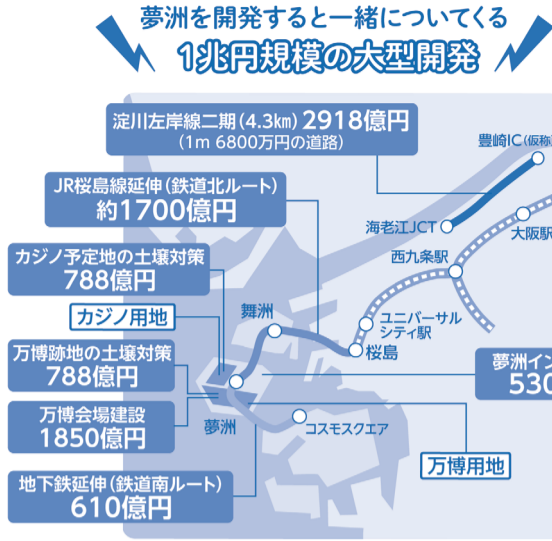 夢洲を開発すると一緒についてくる
1兆円規模の大型開発
淀川左岸線二期(4.3㎞) 2918億円
(1m 6800万円の道路)
豊崎IC(仮称
JR桜島線延伸(鉄道北ルート)
約1700億円
海老江JCT
大阪駅
西九条駅
カジノ予定地の土壌対策
788億円
カジノ用地
舞洲
ユニバーサル
シティ駅
桜島
万博跡地の土壌対策
788億円
夢洲イン
530
万博会場建設
1850億円
夢洲
コスモスクエア
万博用地
地下鉄延伸(鉄道南ルート)
610億円